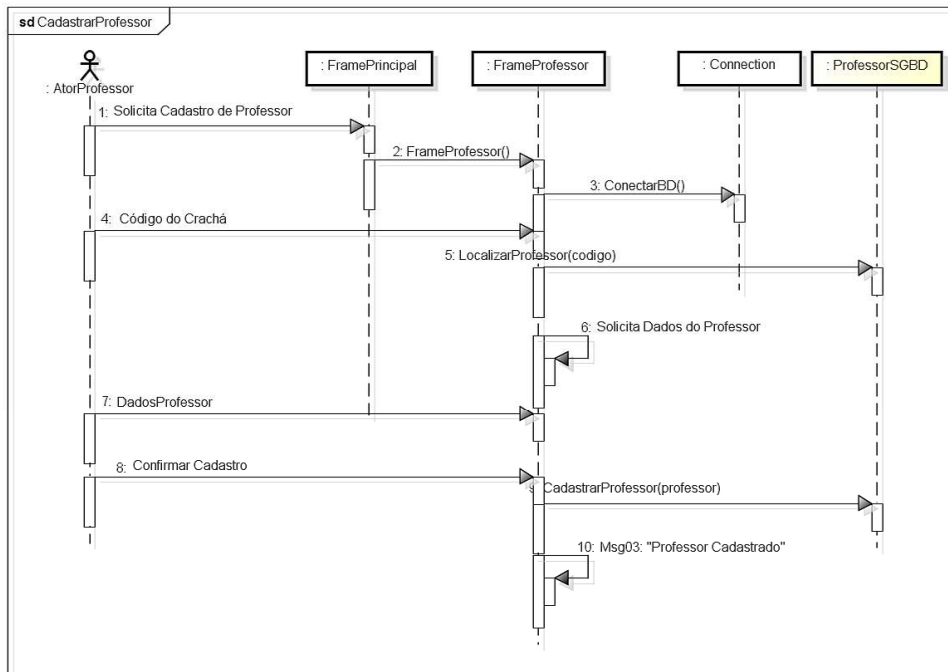 sd CadastrarProfessor
: AtorProfessor
: FramePrincipal
: FrameProfessor
: Connection
: ProfessorSGBD
1: Solicita Cadastro de Professor
2: FrameProfessor()
3: ConectarBD()
4: Código do Crachá
5: LocalizarProfessor(codigo)
6: Solicita Dados do Professor
7: DadosProfessor
8: Confirmar Cadastro
9: CadastrarProfessor(professor)
10: Msg03: "Professor Cadastrado"